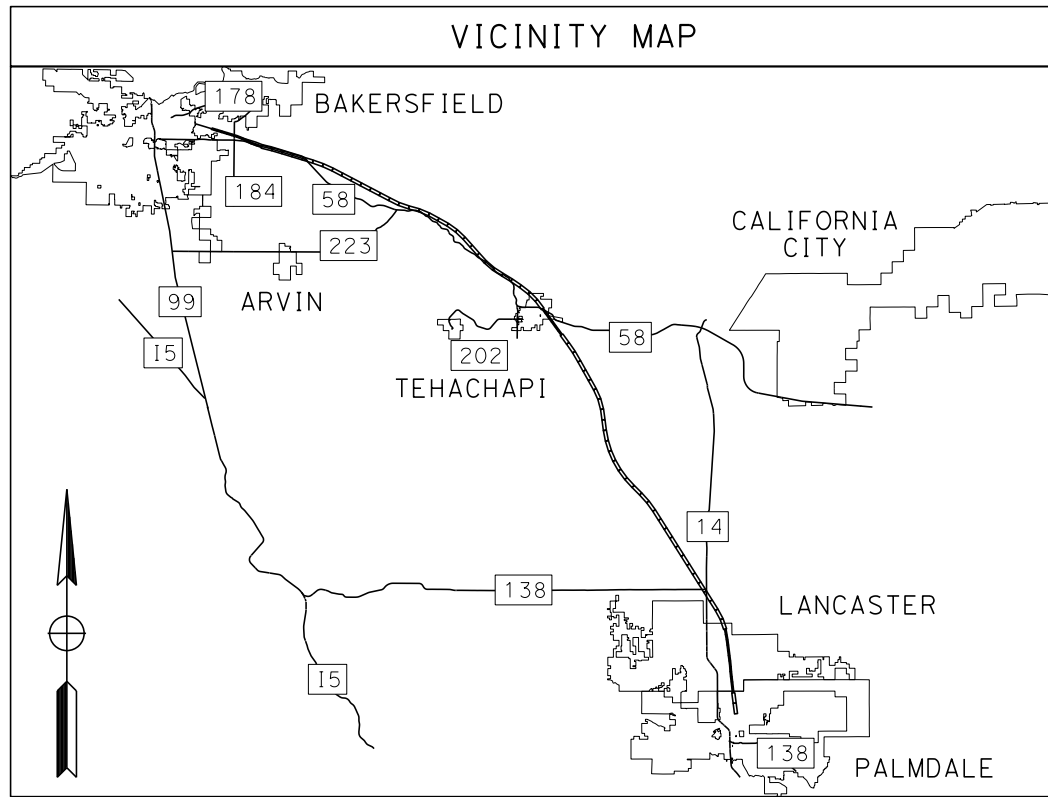 VICINITY MAP
178
BAKERSFIELD
184
58
223
CALIFORNIA
CITY
99
ARVIN
I5
58
202
TEHACHAPI
14
138
LANCASTER
I5
138
PALMDALE